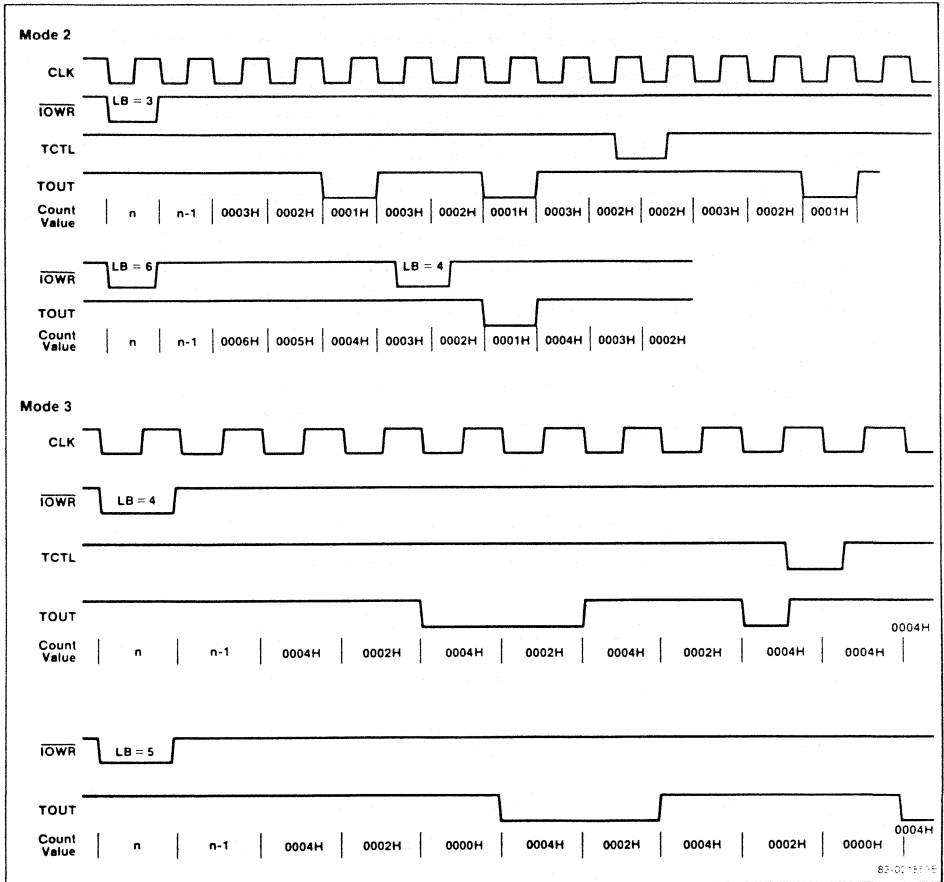 Mode 2
CLK
IOWR LB = 3
TCTL
TOUT
Count Value n n-1 0003H 0002H 0001H 0003H 0002H 0001H 0003H 0002H 0002H 0003H 0002H 0001H
IOWR LB = 6 LB = 4
TOUT
Count Value n n-1 0006H 0005H 0004H 0003H 0002H 0001H 0004H 0003H 0002H
Mode 3
CLK
IOWR LB = 4
TCTL
TOUT
0004H
Count Value n n-1 0004H 0002H 0004H 0002H 0004H 0002H 0004H 0004H
IOWR LB = 5
TOUT
0004H
Count Value n n-1 0004H 0002H 0000H 0004H 0002H 0004H 0002H 0000H